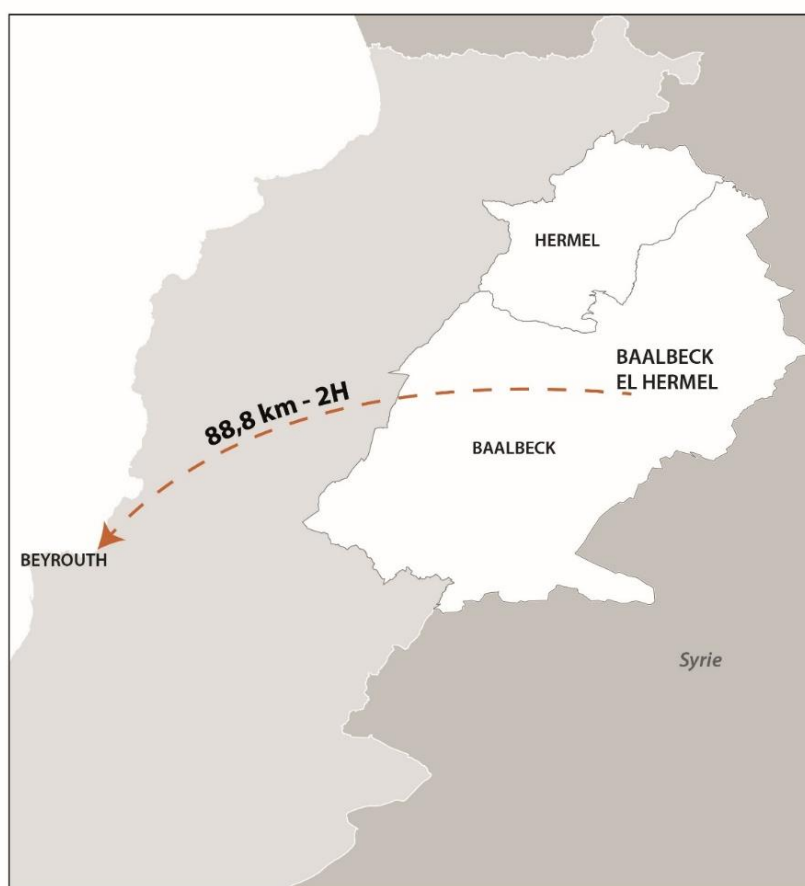 HERMEL
BAALBECK
EL HERMEL
88,8 km - 2H
BAALBECK
BEYROUTH
Syrie